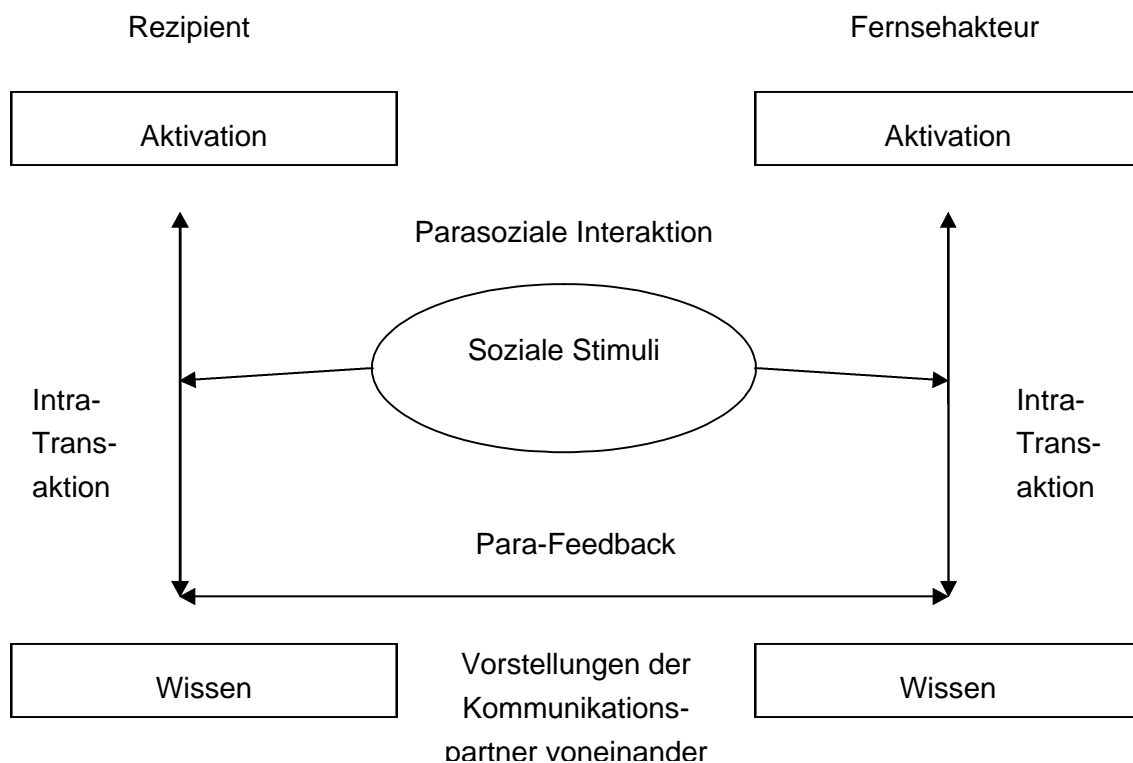 Rezipient
Fernsehakteur
Aktivation
Aktivation
Parasoziale Interaktion
Soziale Stimuli
Intra-
Trans-
aktion
Intra-
Trans-
aktion
Para-Feedback
Wissen
Vorstellungen der
Kommunikations-
partner voneinander
Wissen